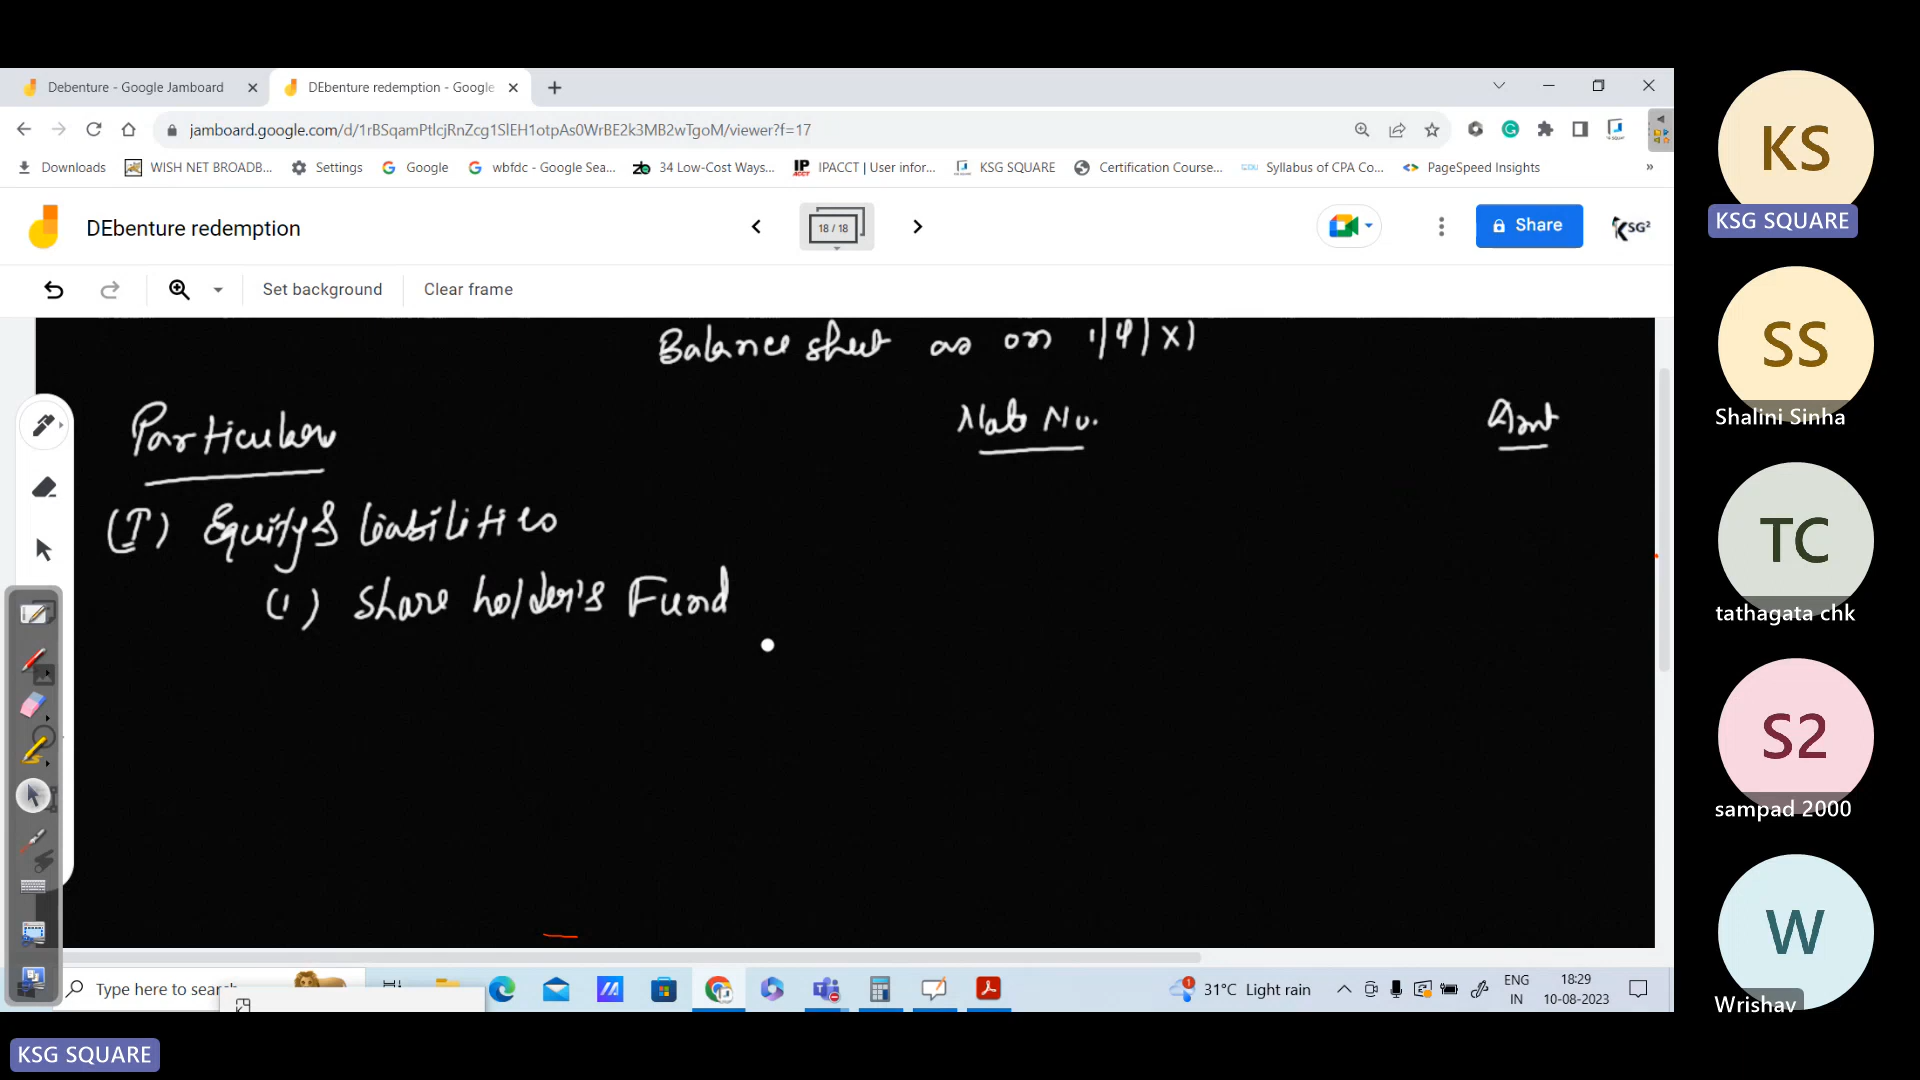 Debenture - Google Jamboard
DEbenture redemption - Google
jamboard.google.com/d/1rBSqamPtlcjRnZcg1SlEH1otpAs0WrBE2k3MB2wTgoM/viewer?f=17
Downloads WISH NET BROADB... Settings Google wbfdc - Google Sea... 34 Low-Cost Ways... IPACCT | User infor... KSG SQUARE Certification Course... Syllabus of CPA Co... PageSpeed Insights »
DEbenture redemption
18 / 18
Share
KSG²
Set background Clear frame
Balance sheet as on 1/4/X1
Particulars Note No. Amt
(I) Equity & Liabilities
(1) Share holder's Fund
Type here to search
31°C Light rain
ENG
IN
18:29
10-08-2023
KS
KSG SQUARE
SS
Shalini Sinha
TC
tathagata chk
S2
sampad 2000
W
Wrishav
KSG SQUARE